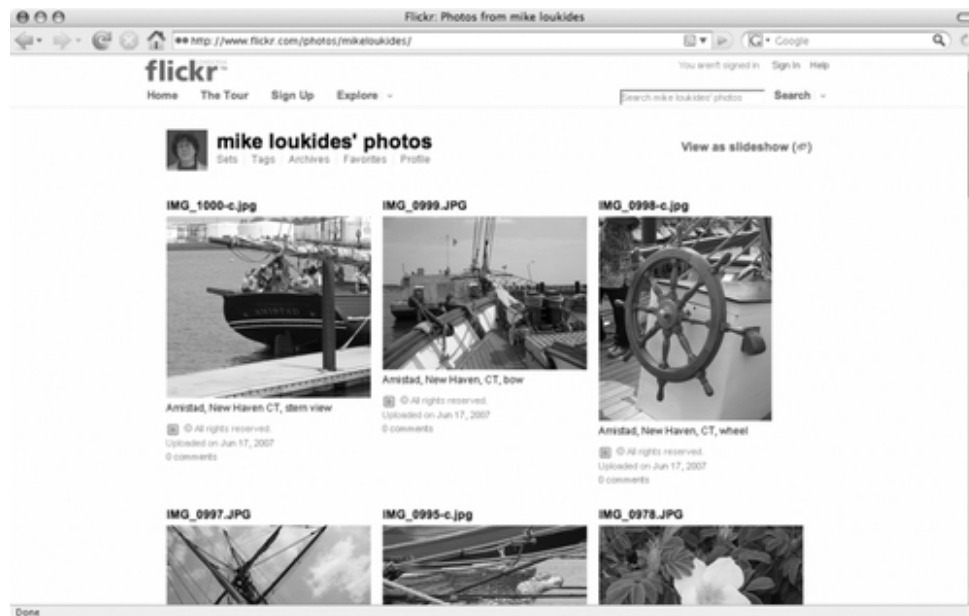 Flickr: Photos from mike loukides
http://www.flickr.com/photos/mikeloukides/
Google
flickr
You aren't signed in Sign In Help
Home The Tour Sign Up Explore
Search mike loukides' photos Search
mike loukides' photos
Sets Tags Archives Favorites Profile
View as slideshow
IMG_1000-c.jpg IMG_0999.JPG IMG_0998-c.jpg
AMISTAD
Amistad, New Haven CT, stern view
© All rights reserved.
Uploaded on Jun 17, 2007
0 comments
Amistad, New Haven, CT, bow
© All rights reserved.
Uploaded on Jun 17, 2007
0 comments
Amistad, New Haven, CT, wheel
© All rights reserved.
Uploaded on Jun 17, 2007
0 comments
IMG_0997.JPG IMG_0995-c.jpg IMG_0978.JPG
Done